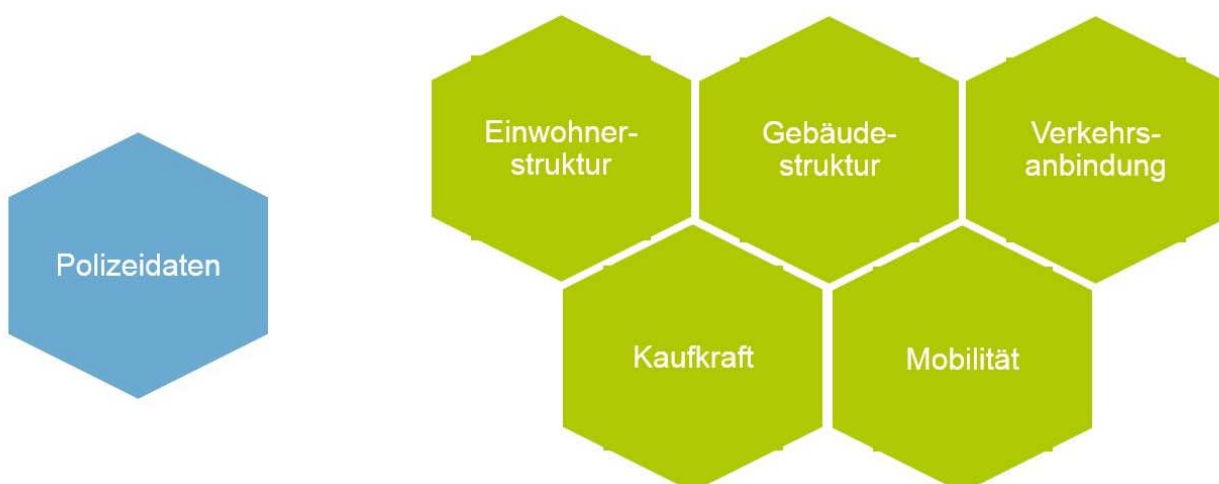 Polizeidaten
Einwohner-
struktur
Gebäude-
struktur
Verkehrs-
anbindung
Kaufkraft
Mobilität